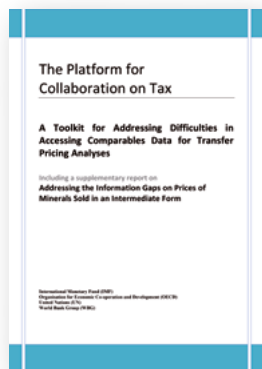 The Platform for
Collaboration on Tax
A Toolkit for Addressing Difficulties in
Accessing Comparables Data for Transfer
Pricing Analyses
Including a supplementary report on
Addressing the Information Gaps on Prices of
Minerals Sold in an Intermediate Form
International Monetary Fund (IMF)
Organisation for Economic Co-operation and Development (OECD)
United Nations (UN)
World Bank Group (WBG)